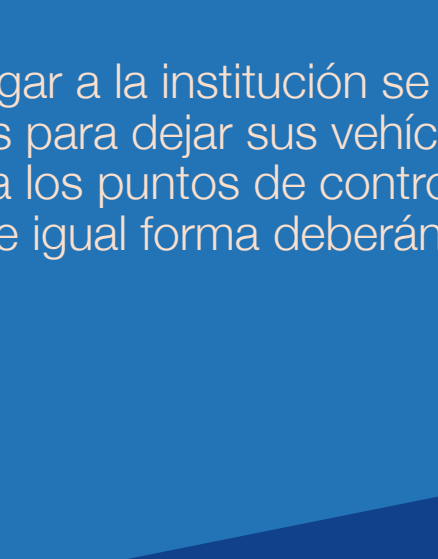 gar a la institución se
s para dejar sus vehíc
a los puntos de contro
e igual forma deberán